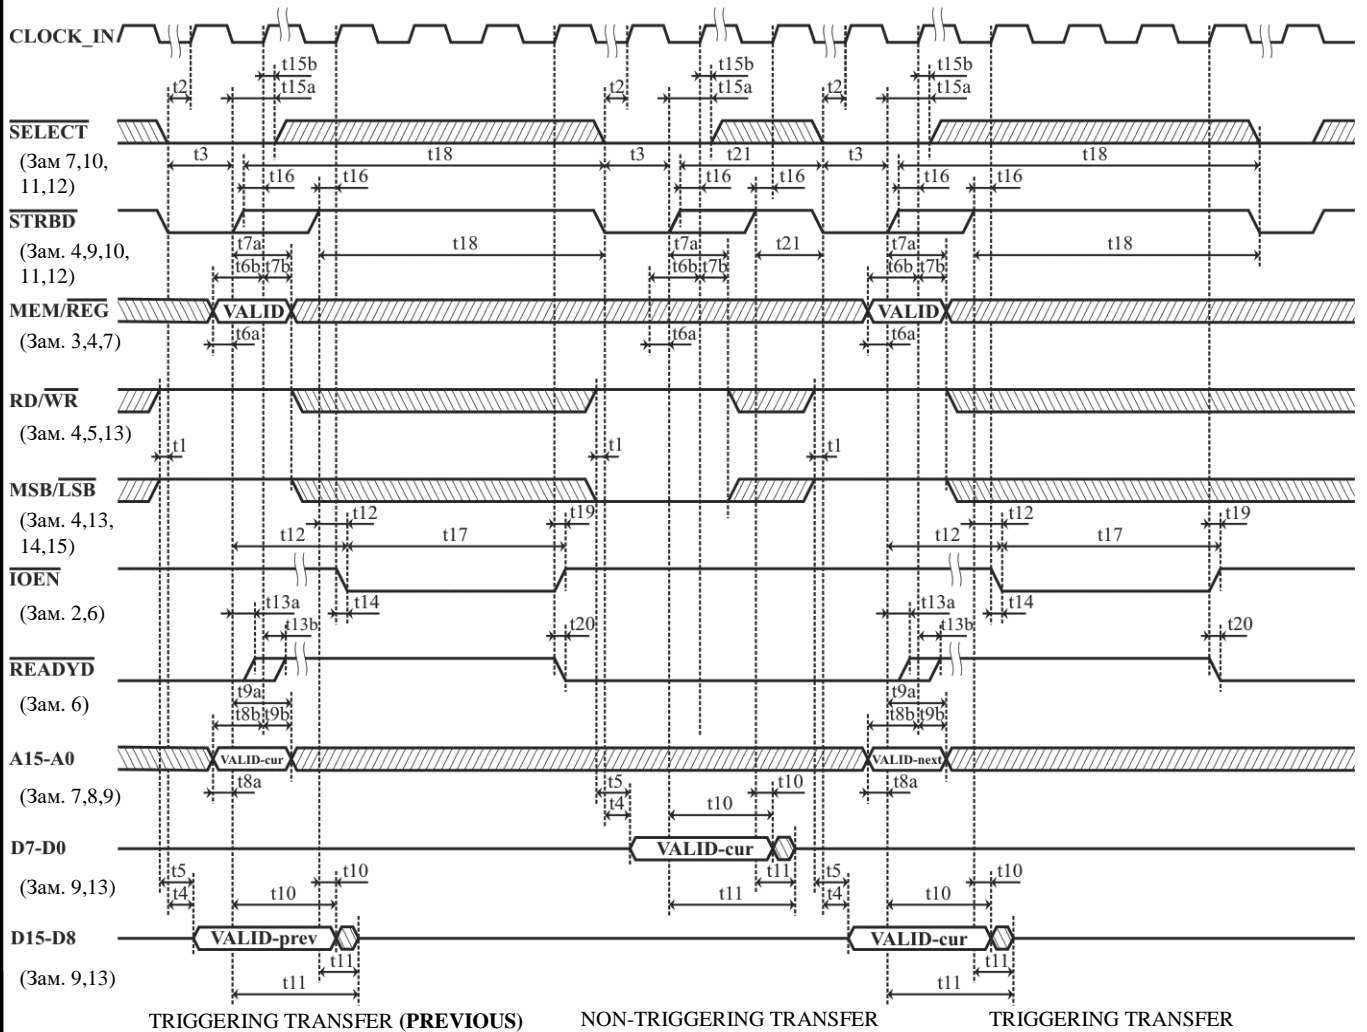 CLOCK_IN
t15b t15b t15b
t2 t15a t2 t15a t2 t15a
SELECT
(Зам 7,10,
11,12)
t3 t18 t3 t21 t3 t18
t16 t16 t16 t16 t16 t16
STRBD
(Зам. 4,9,10,
11,12)
t7a t18 t7a t21 t7a t18
t6b t7b t6b t7b t6b t7b
MEM/REG
VALID VALID
(Зам. 3,4,7)
t6a t6a t6a
RD/WR
(Зам. 4,5,13)
t1 t1 t1
MSB/LSB
(Зам. 4,13,
14,15)
t12 t19 t12 t19
t12 t17 t12 t17
IOEN
(Зам. 2,6)
t13a t14 t13a t14
t13b t20 t13b t20
READYD
(Зам. 6)
t9a t9a
t8b t9b t8b t9b
A15-A0
VALID-cur VALID-next
(Зам. 7,8,9)
t8a t5 t10 t8a
t4 t10
D7-D0
VALID-cur
(Зам. 9,13)
t5 t10 t11 t5 t10
t4 t10 t11 t4 t10
D15-D8
VALID-prev VALID-cur
(Зам. 9,13)
t11 t11
t11 t11
TRIGGERING TRANSFER (PREVIOUS) NON-TRIGGERING TRANSFER TRIGGERING TRANSFER